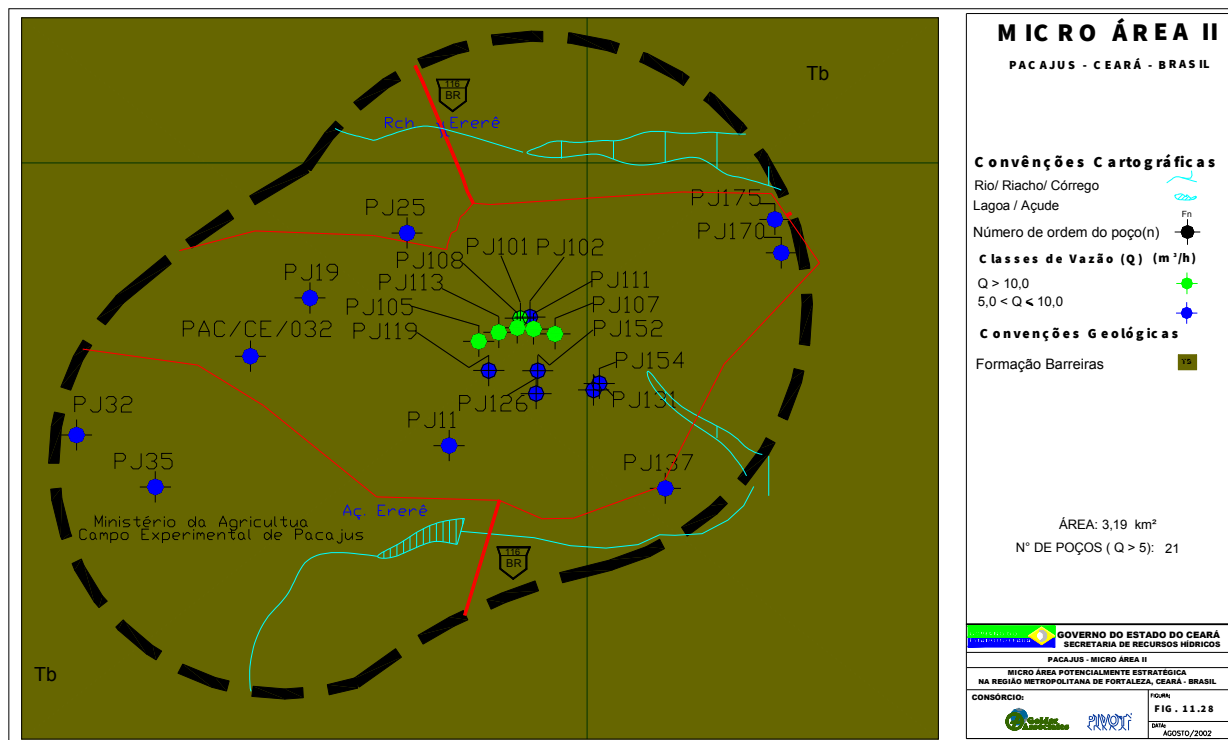 Tb
116
BR
Rch. Ererê
PJ175
PJ25
PJ170
PJ101
PJ102
PJ108
PJ19
PJ113
PJ111
PJ105
PJ107
PJ119
PJ152
PAC/CE/032
PJ154
PJ126
PJ131
PJ32
PJ11
PJ35
PJ137
Aç. Ererê
Ministério da Agricultua
Campo Experimental de Pacajus
116
BR
Tb
MICRO ÁREA II
PACAJUS - CEARÁ - BRASIL
Convênções Cartográficas
Rio/ Riacho/ Córrego
Lagoa / Açude
Fn
Número de ordem do poço(n)
Classes de Vazão (Q) (m³/h)
Q > 10,0
5,0 < Q ≤ 10,0
Convenções Geológicas
Formação Barreiras
ÁREA: 3,19 km²
N° DE POÇOS ( Q > 5): 21
GOVERNO DO ESTADO DO CEARÁ
SECRETARIA DE RECURSOS HÍDRICOS
PACAJUS - MICRO ÁREA II
MICRO ÁREA POTENCIALMENTE ESTRATÉGICA
NA REGIÃO METROPOLITANA DE FORTALEZA, CEARÁ - BRASIL
CONSÓRCIO:
Golder
Associates
PIVOT
FIGURA:
FIG. 11.28
DATA:
AGOSTO/2002